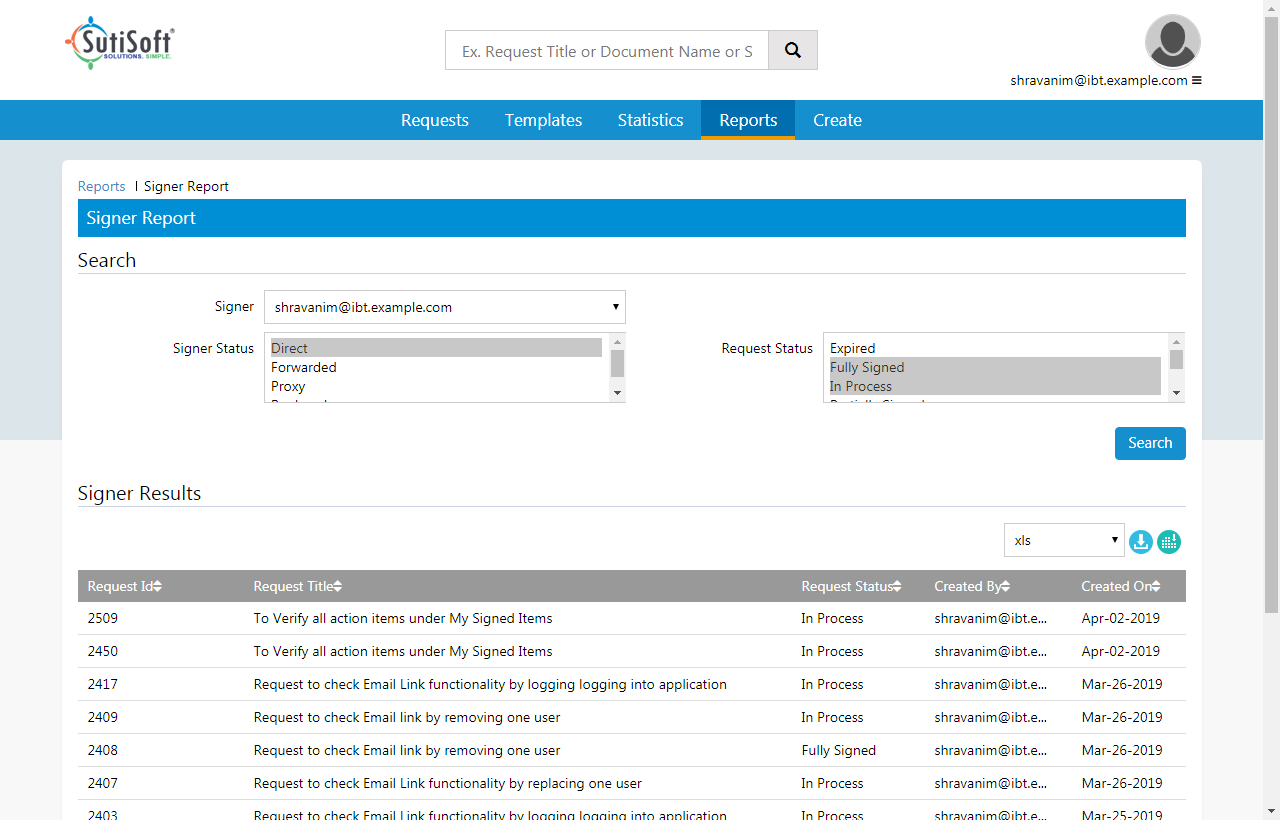 SutiSoft®
SOLUTIONS. SIMPLE.
Ex. Request Title or Document Name or S
shravanim@ibt.example.com
Requests Templates Statistics Reports Create
Reports | Signer Report
Signer Report
Search
Signer shravanim@ibt.example.com
Signer Status Direct Request Status Expired
Forwarded Fully Signed
Proxy In Process
Search
Signer Results
xls
Request Id Request Title Request Status Created By Created On
2509 To Verify all action items under My Signed Items In Process shravanim@ibt.e... Apr-02-2019
2450 To Verify all action items under My Signed Items In Process shravanim@ibt.e... Apr-02-2019
2417 Request to check Email Link functionality by logging logging into application In Process shravanim@ibt.e... Mar-26-2019
2409 Request to check Email link by removing one user In Process shravanim@ibt.e... Mar-26-2019
2408 Request to check Email link by removing one user Fully Signed shravanim@ibt.e... Mar-26-2019
2407 Request to check Email Link functionality by replacing one user In Process shravanim@ibt.e... Mar-26-2019
2403 Request to check Email Link functionality by logging logging into application In Process shravanim@ibt.e... Mar-25-2019